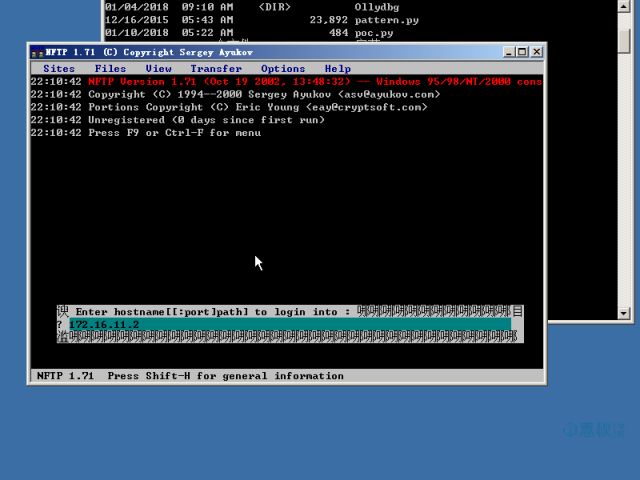 01/04/2018 09:10 AM <DIR> Ollydbg
12/16/2015 05:43 AM 23,892 pattern.py
01/10/2018 05:22 AM 484 poc.py
NFTP 1.71 (C) Copyright Sergey Ayukov
Sites Files View Transfer Options Help
22:10:42 NFTP Version 1.71 (Oct 19 2002, 13:48:32) -- Windows 95/98/NT/2000 cons
22:10:42 Copyright (C) 1994--2000 Sergey Ayukov <asv@ayukov.com>
22:10:42 Portions Copyright (C) Eric Young <eay@cryptsoft.com>
22:10:42 Unregistered (0 days since first run)
22:10:42 Press F9 or Ctrl-F for menu
Enter hostname[[:port]path] to login into :
? 172.16.11.2
NFTP 1.71 Press Shift-H for general information